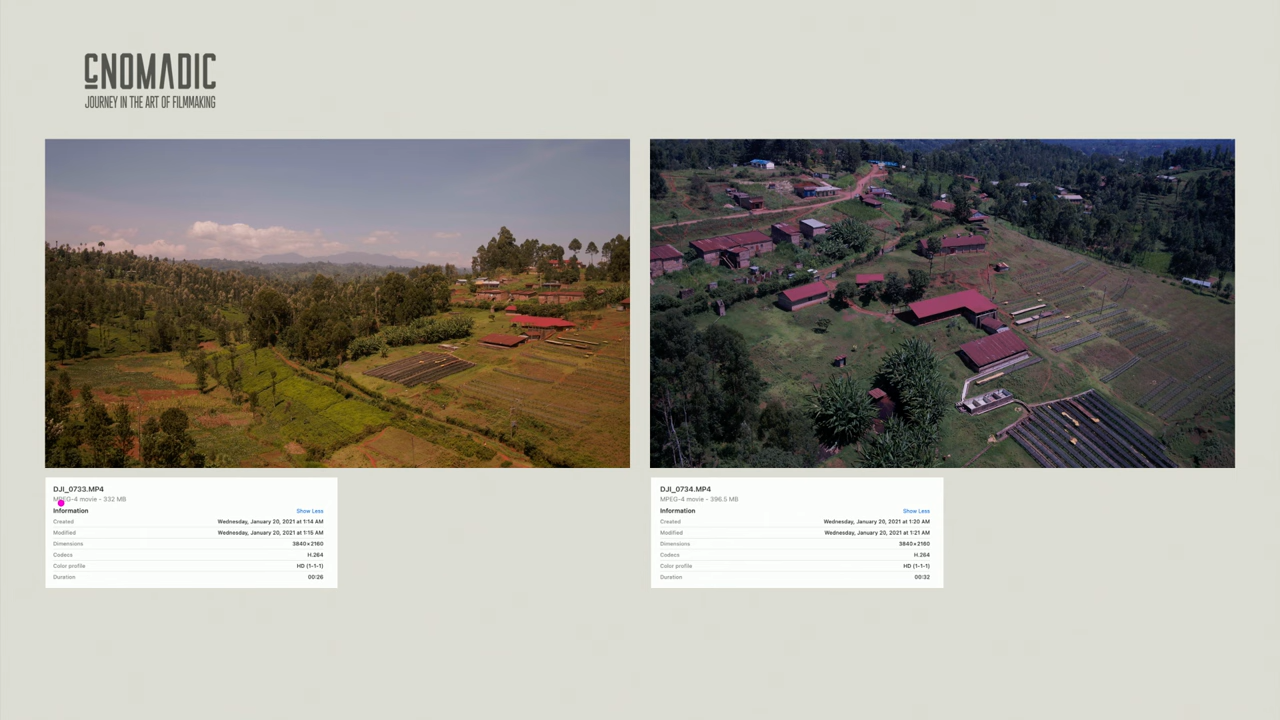 CNOMADIC
JOURNEY IN THE ART OF FILMMAKING
DJI_0733.MP4
MPEG-4 movie - 332 MB
Information Show Less
Created Wednesday, January 20, 2021 at 1:14 AM
Modified Wednesday, January 20, 2021 at 1:15 AM
Dimensions 3840×2160
Codecs H.264
Color profile HD (1-1-1)
Duration 00:26
DJI_0734.MP4
MPEG-4 movie - 396.5 MB
Information Show Less
Created Wednesday, January 20, 2021 at 1:20 AM
Modified Wednesday, January 20, 2021 at 1:21 AM
Dimensions 3840×2160
Codecs H.264
Color profile HD (1-1-1)
Duration 00:32